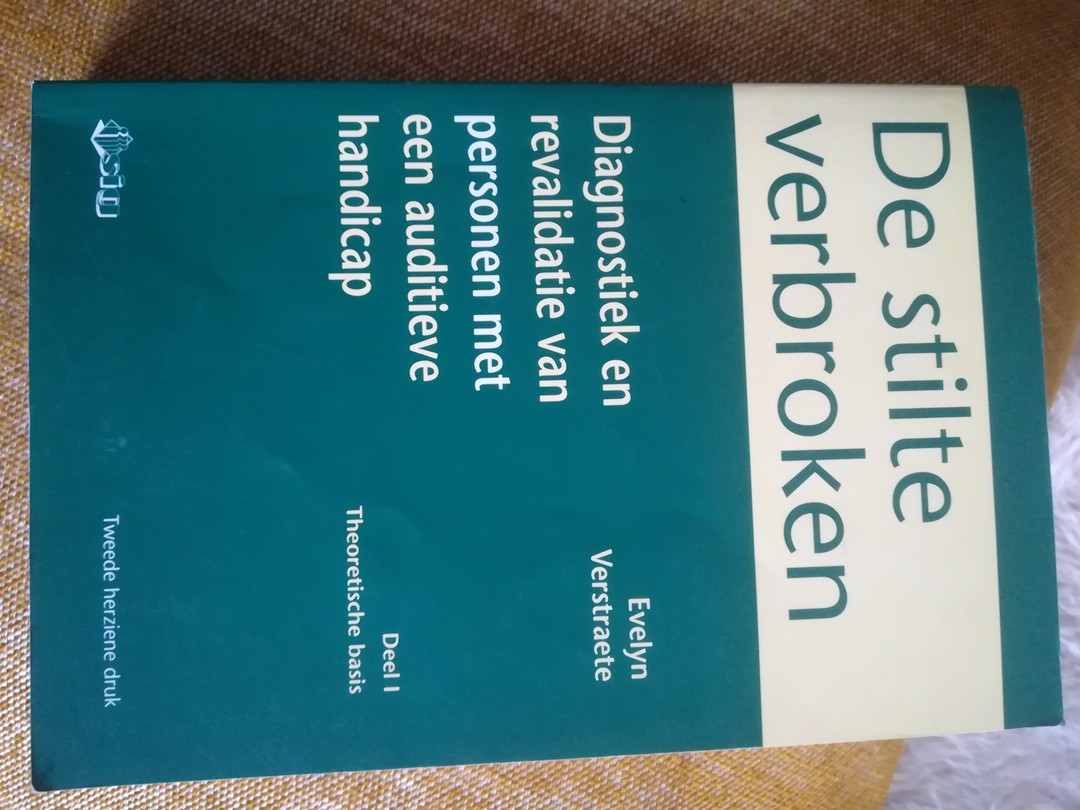 De stilte
verbroken
Evelyn
Verstraete
Diagnostiek en
revalidatie van
personen met
een auditieve
handicap
Deel I
Theoretische basis
Tweede herziene druk